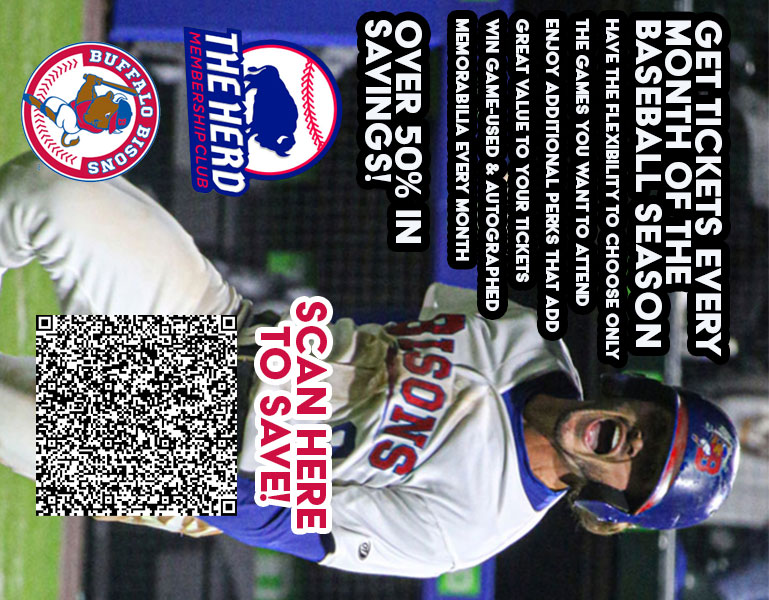 GET TICKETS EVERY
MONTH OF THE
BASEBALL SEASON
HAVE THE FLEXIBILITY TO CHOOSE ONLY
THE GAMES YOU WANT TO ATTEND
ENJOY ADDITIONAL PERKS THAT ADD
GREAT VALUE TO YOUR TICKETS
WIN GAME-USED & AUTOGRAPHED
MEMORABILIA EVERY MONTH
OVER 50% IN
SAVINGS!
THE HERD
MEMBERSHIP CLUB
BUFFALO BISONS
SCAN HERE
TO SAVE!
BISONS
B